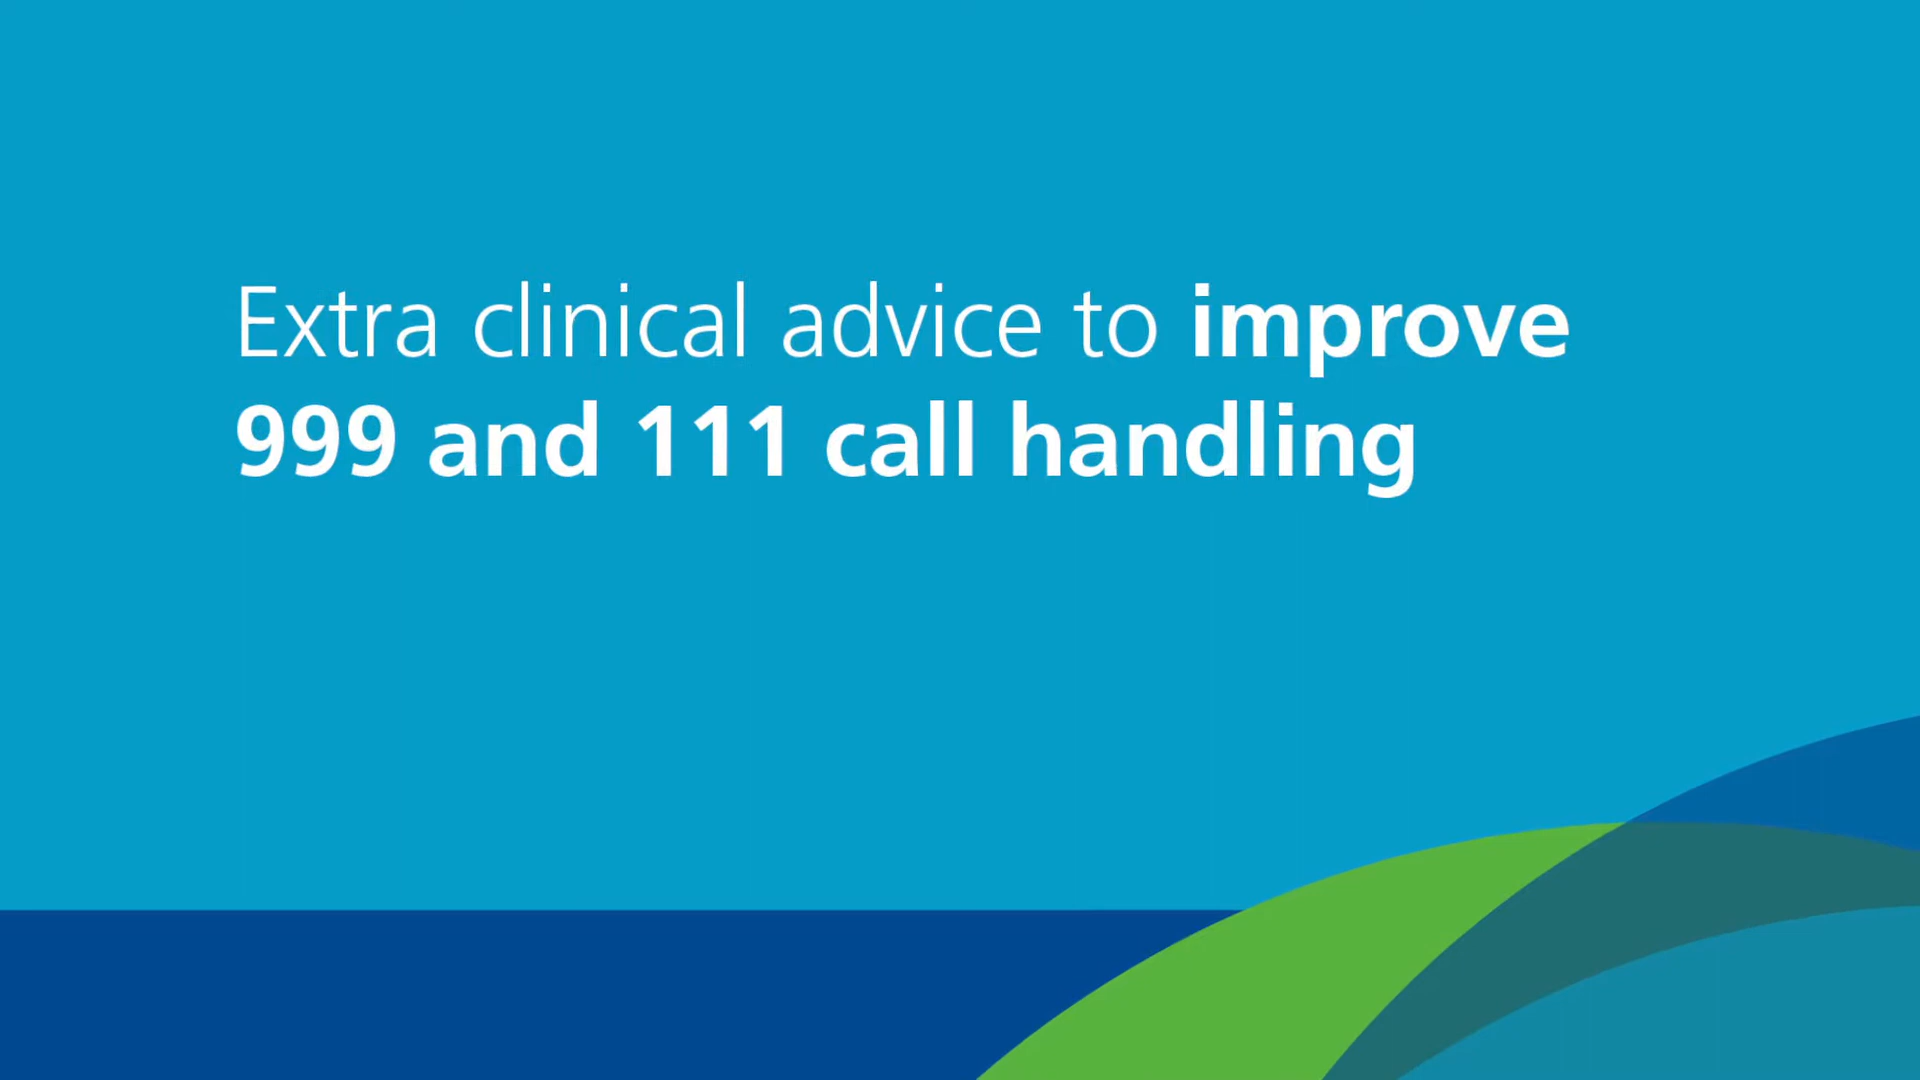 Extra clinical advice to improve
999 and 111 call handling